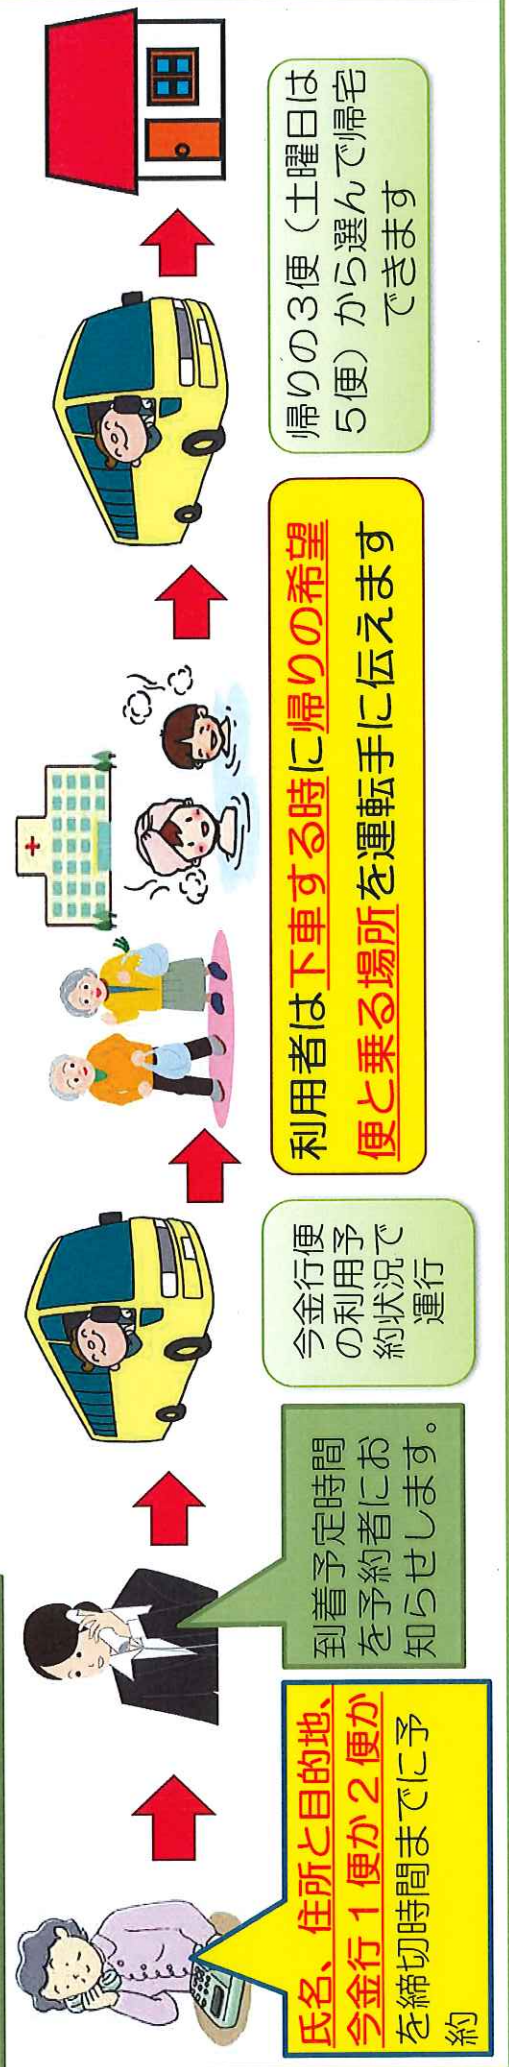 氏名、住所と目的地、
今金行1便か2便か
を締切時間までに予
約
到着予定時間
を予約者にお
知らせします。
今金行便
の利用予
約状況で
運行
利用者は下車する時に帰りの希望
便と乗る場所を運転手に伝えます
帰りの3便(土曜日は
5便)から選んで帰宅
できます